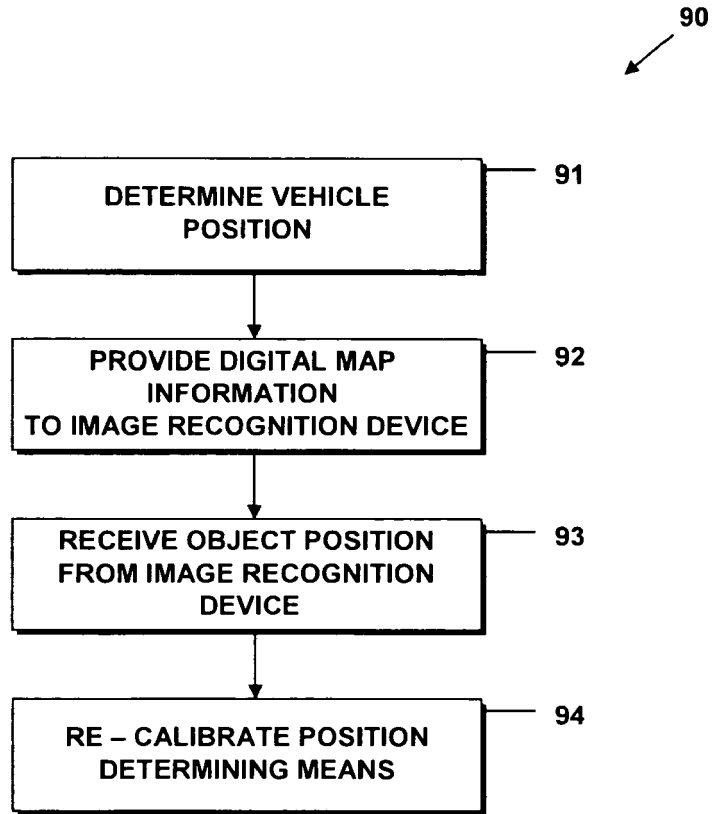 90
DETERMINE VEHICLE
POSITION
91
PROVIDE DIGITAL MAP
INFORMATION
TO IMAGE RECOGNITION DEVICE
92
RECEIVE OBJECT POSITION
FROM IMAGE RECOGNITION
DEVICE
93
RE – CALIBRATE POSITION
DETERMINING MEANS
94